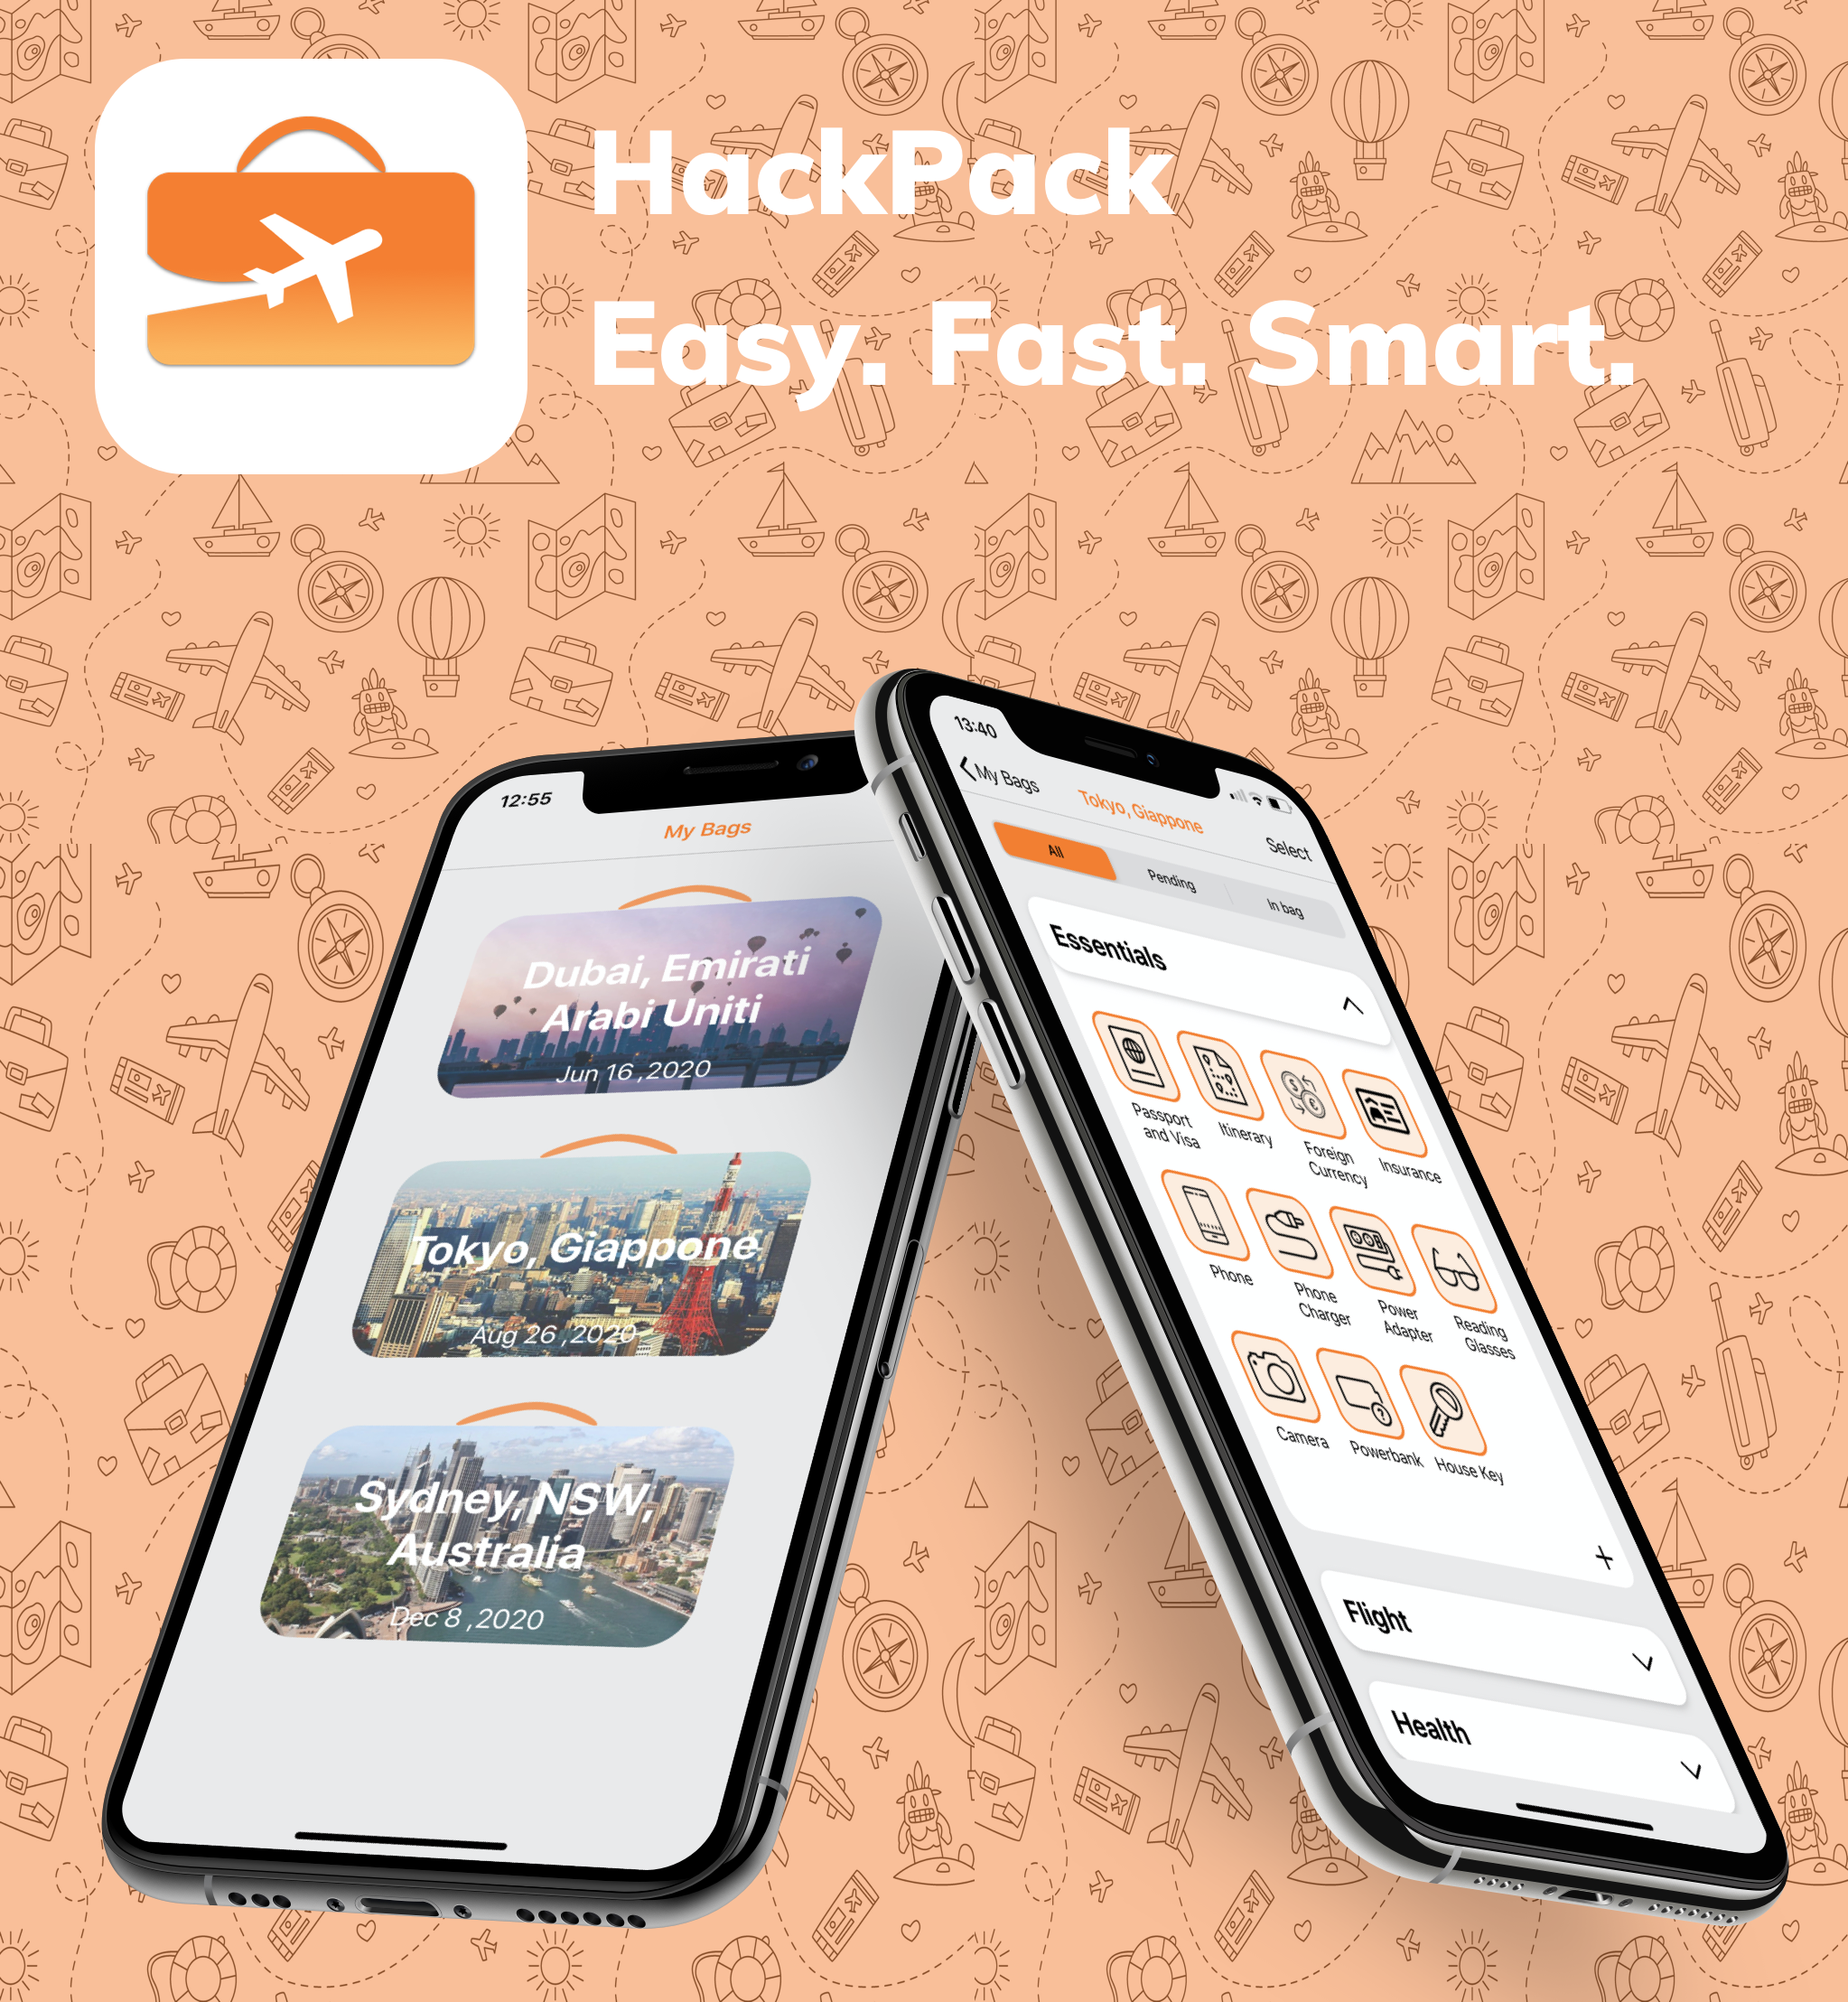 HackPack
Easy. Fast. Smart.
12:55
My Bags
Dubai, Emirati
Arabi Uniti
Jun 16 ,2020
Tokyo, Giappone
Aug 26 ,2020
Sydney, NSW,
Australia
Dec 8 ,2020
13:40
My Bags
Tokyo, Giappone
Select
All
Pending
In bag
Essentials
Passport
and Visa
Itinerary
Foreign
Currency
Insurance
Phone
Phone
Charger
Power
Adapter
Reading
Glasses
Camera
Powerbank
House Key
+
Flight
Health